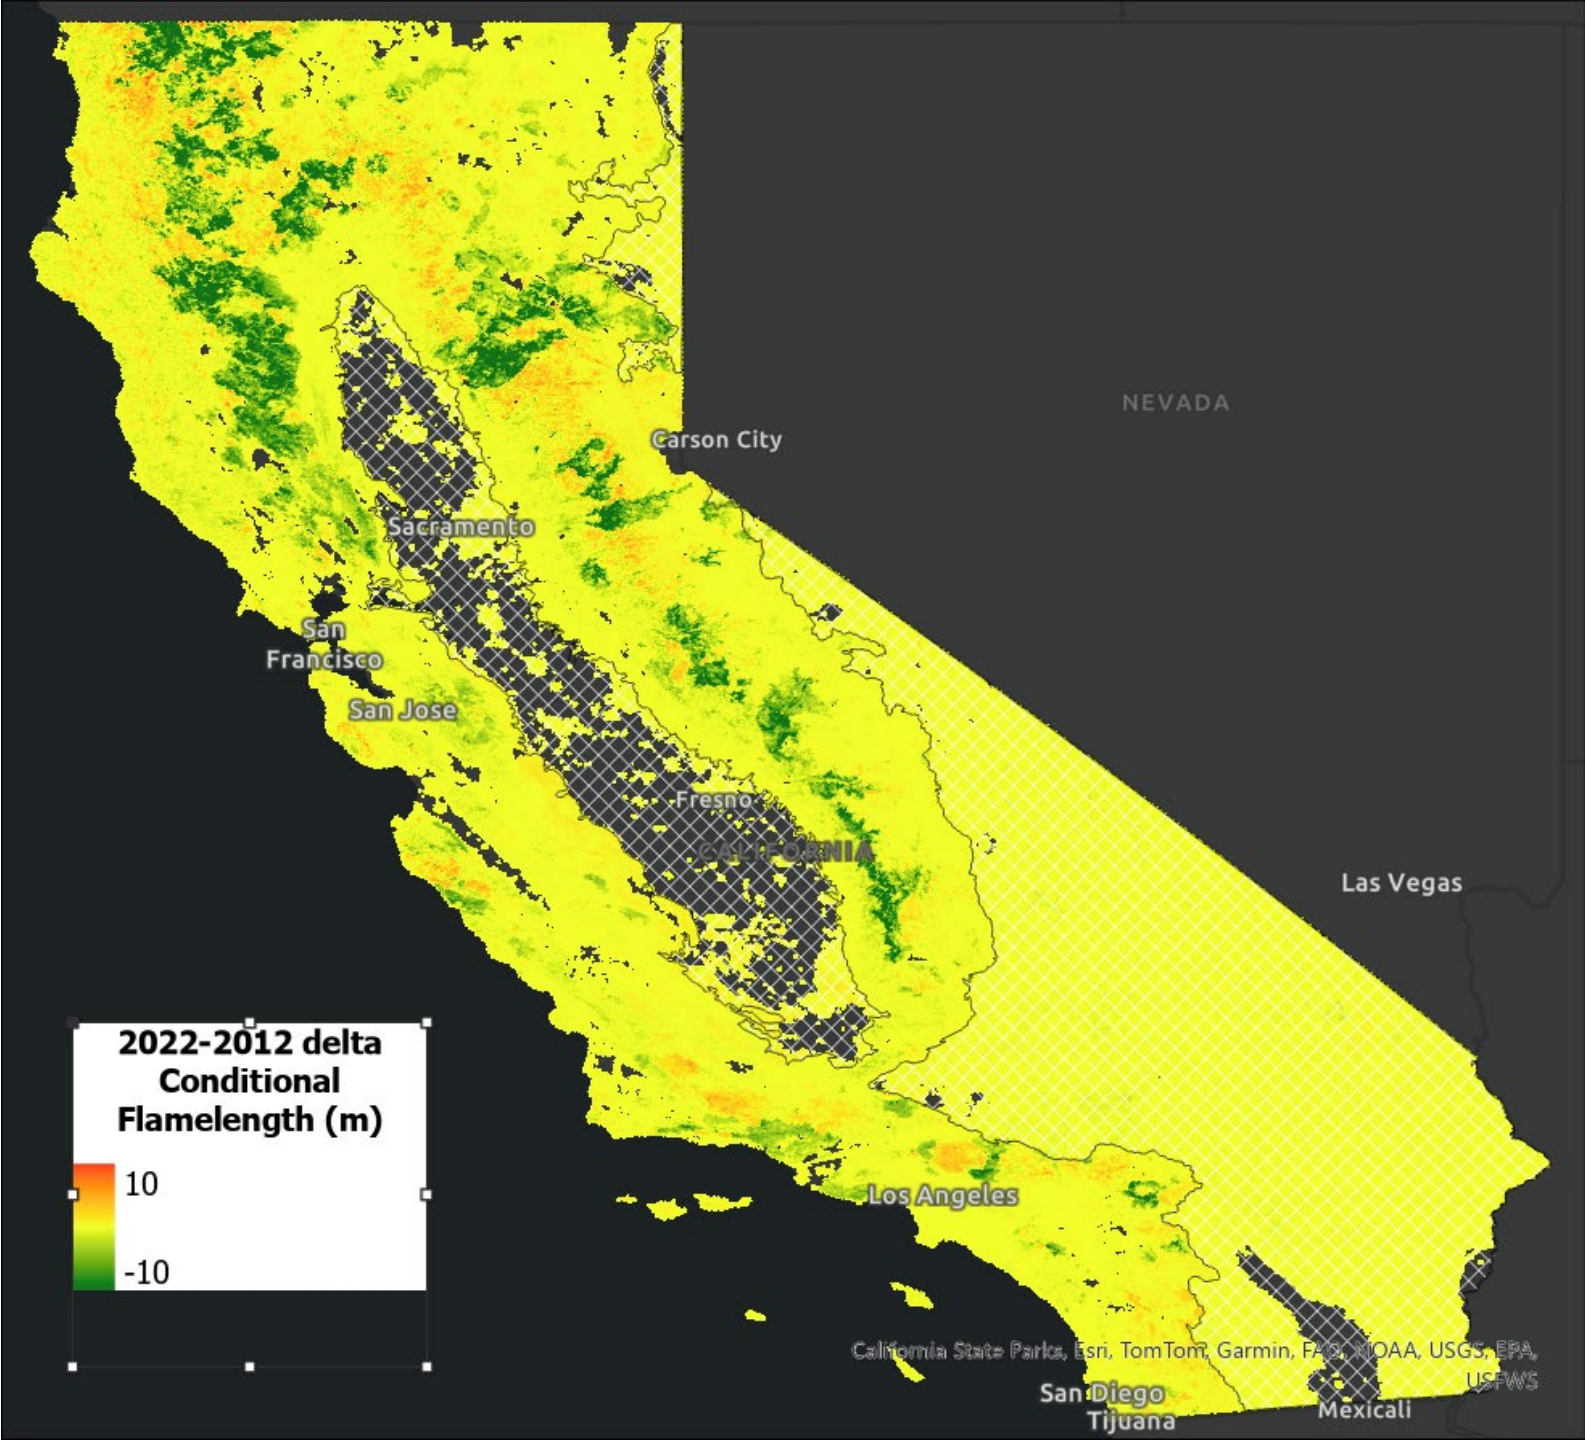 NEVADA
Carson City
Sacramento
San
Francisco
San Jose
Fresno
CALIFORNIA
Las Vegas
2022-2012 delta
Conditional
Flamelength (m)
10
-10
Los Angeles
California State Parks, Esri, TomTom, Garmin, FAO, NOAA, USGS, EPA,
USFWS
San Diego
Tijuana
Mexicali